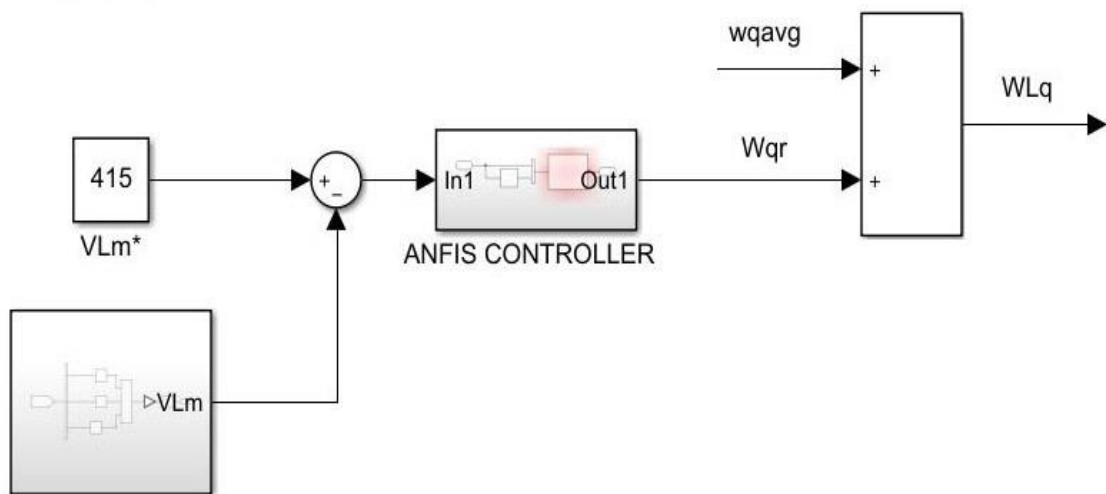 wqavg
+
WLq
415
+
−
In1
Out1
Wqr
+
VLm*
ANFIS CONTROLLER
VLm